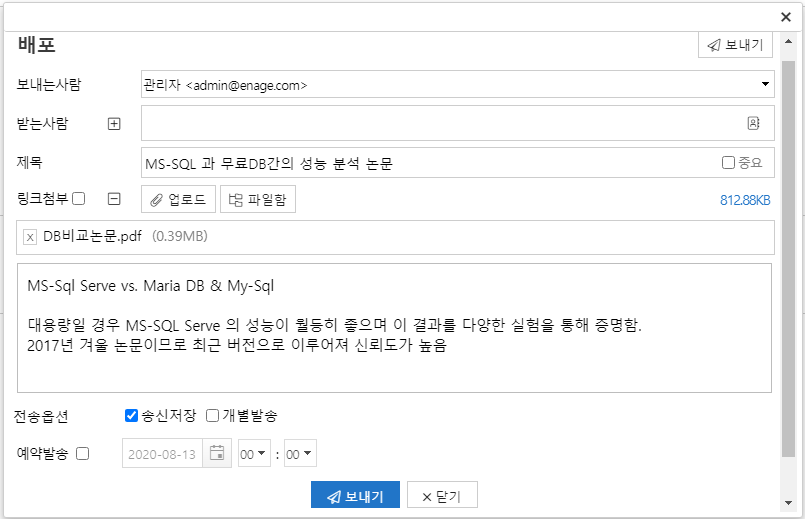 배포
보내기
보내는사람
관리자 <admin@enage.com>
받는사람
제목
MS-SQL 과 무료DB간의 성능 분석 논문
중요
링크첨부
업로드
파일함
812.88KB
x DB비교논문.pdf (0.39MB)
MS-Sql Serve vs. Maria DB & My-Sql
대용량일 경우 MS-SQL Serve 의 성능이 월등히 좋으며 이 결과를 다양한 실험을 통해 증명함.
2017년 겨울 논문이므로 최근 버전으로 이루어져 신뢰도가 높음
전송옵션
송신저장
개별발송
예약발송
2020-08-13
00 : 00
보내기
× 닫기